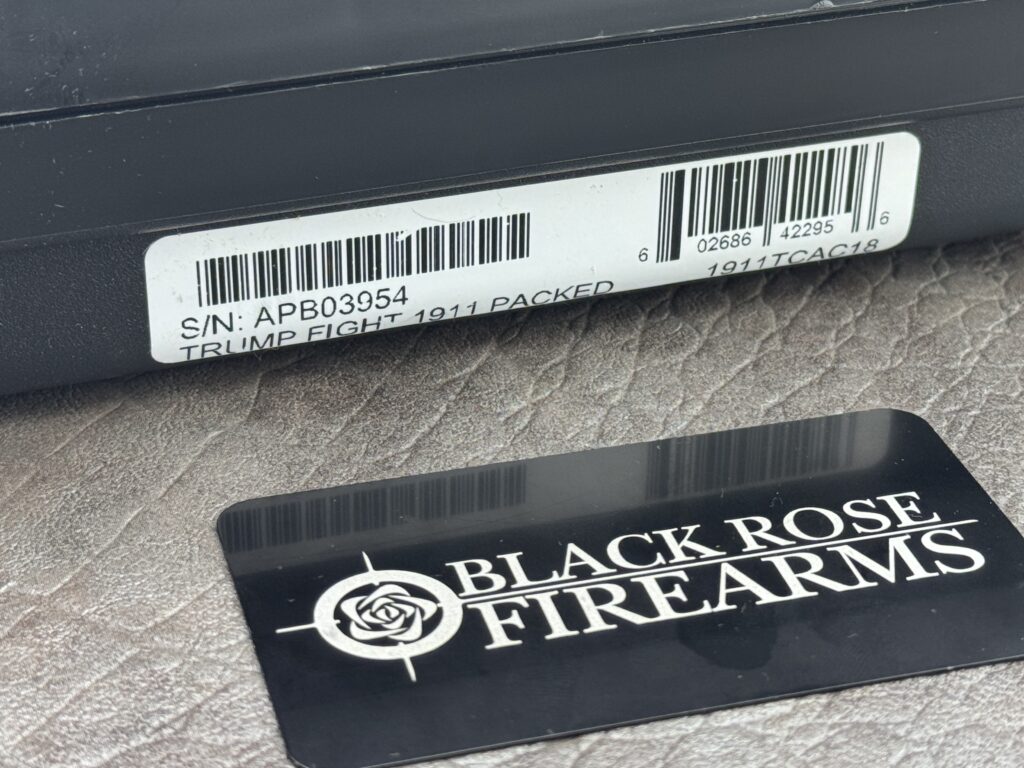 S/N: APB03954
TRUMP FIGHT 1911 PACKED
6 02686 42295 6
1911TCAC18
BLACK ROSE
FIREARMS